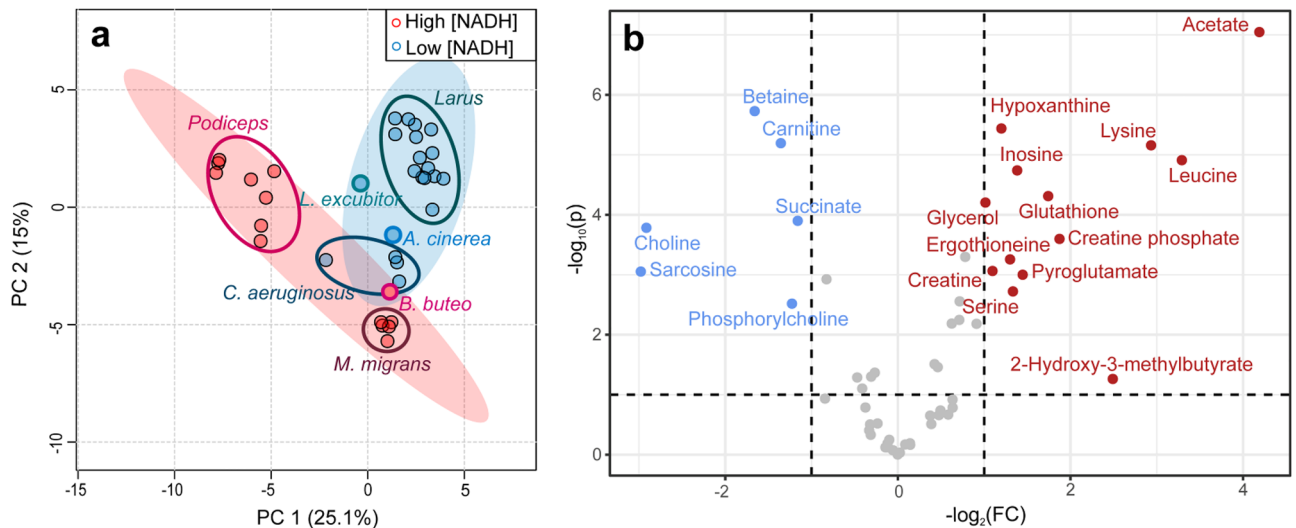 a
High [NADH]
Low [NADH]
Larus
Podiceps
L. excubitor
A. cinerea
C. aeruginosus
B. buteo
M. migrans
5
0
-5
-10
-15
-10
-5
0
5
PC 2 (15%)
PC 1 (25.1%)
b
Acetate
Betaine
Hypoxanthine
Carnitine
Lysine
Inosine
Leucine
Succinate
Glutathione
Glycerol
Choline
Ergothioneine
Creatine phosphate
Sarcosine
Creatine
Pyroglutamate
Serine
Phosphorylcholine
2-Hydroxy-3-methylbutyrate
6
4
2
0
-2
0
2
4
-log₁₀(p)
-log₂(FC)